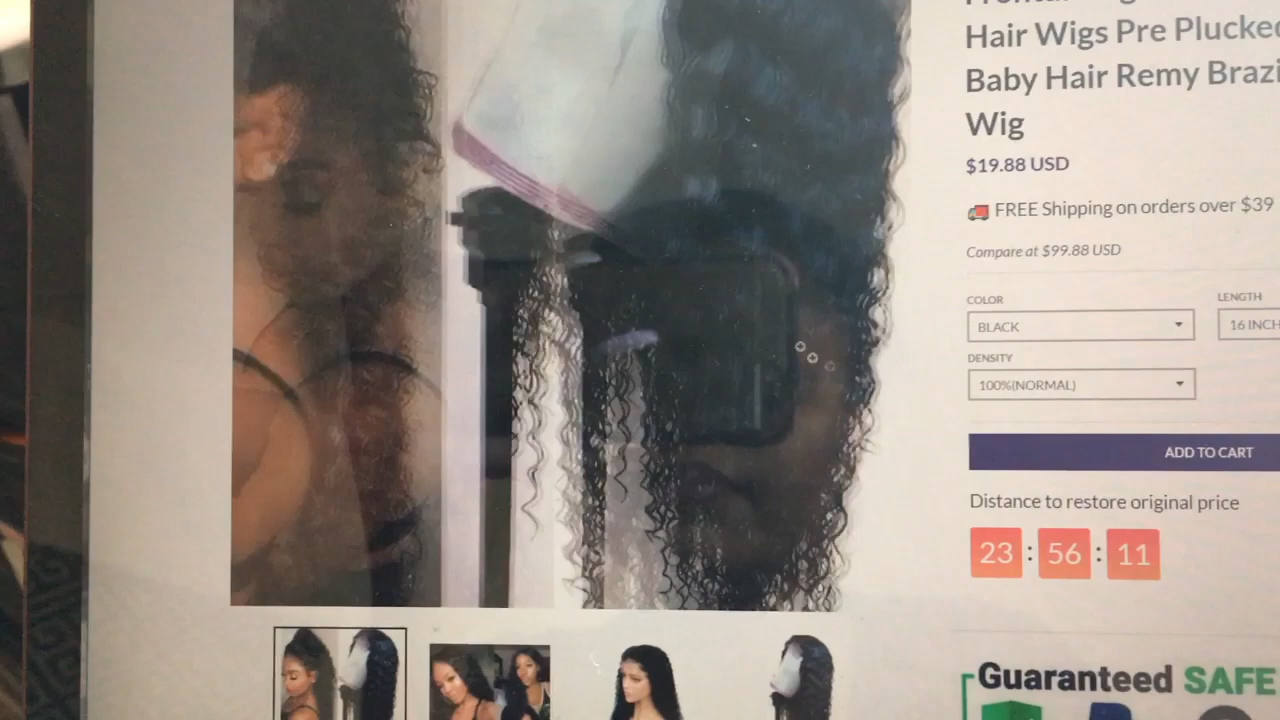 Hair Wigs Pre Plucked
Baby Hair Remy Brazi
Wig
$19.88 USD
FREE Shipping on orders over $39
Compare at $99.88 USD
COLOR
LENGTH
BLACK
16 INCH
DENSITY
100%(NORMAL)
ADD TO CART
Distance to restore original price
23 : 56 : 11
Guaranteed SAFE